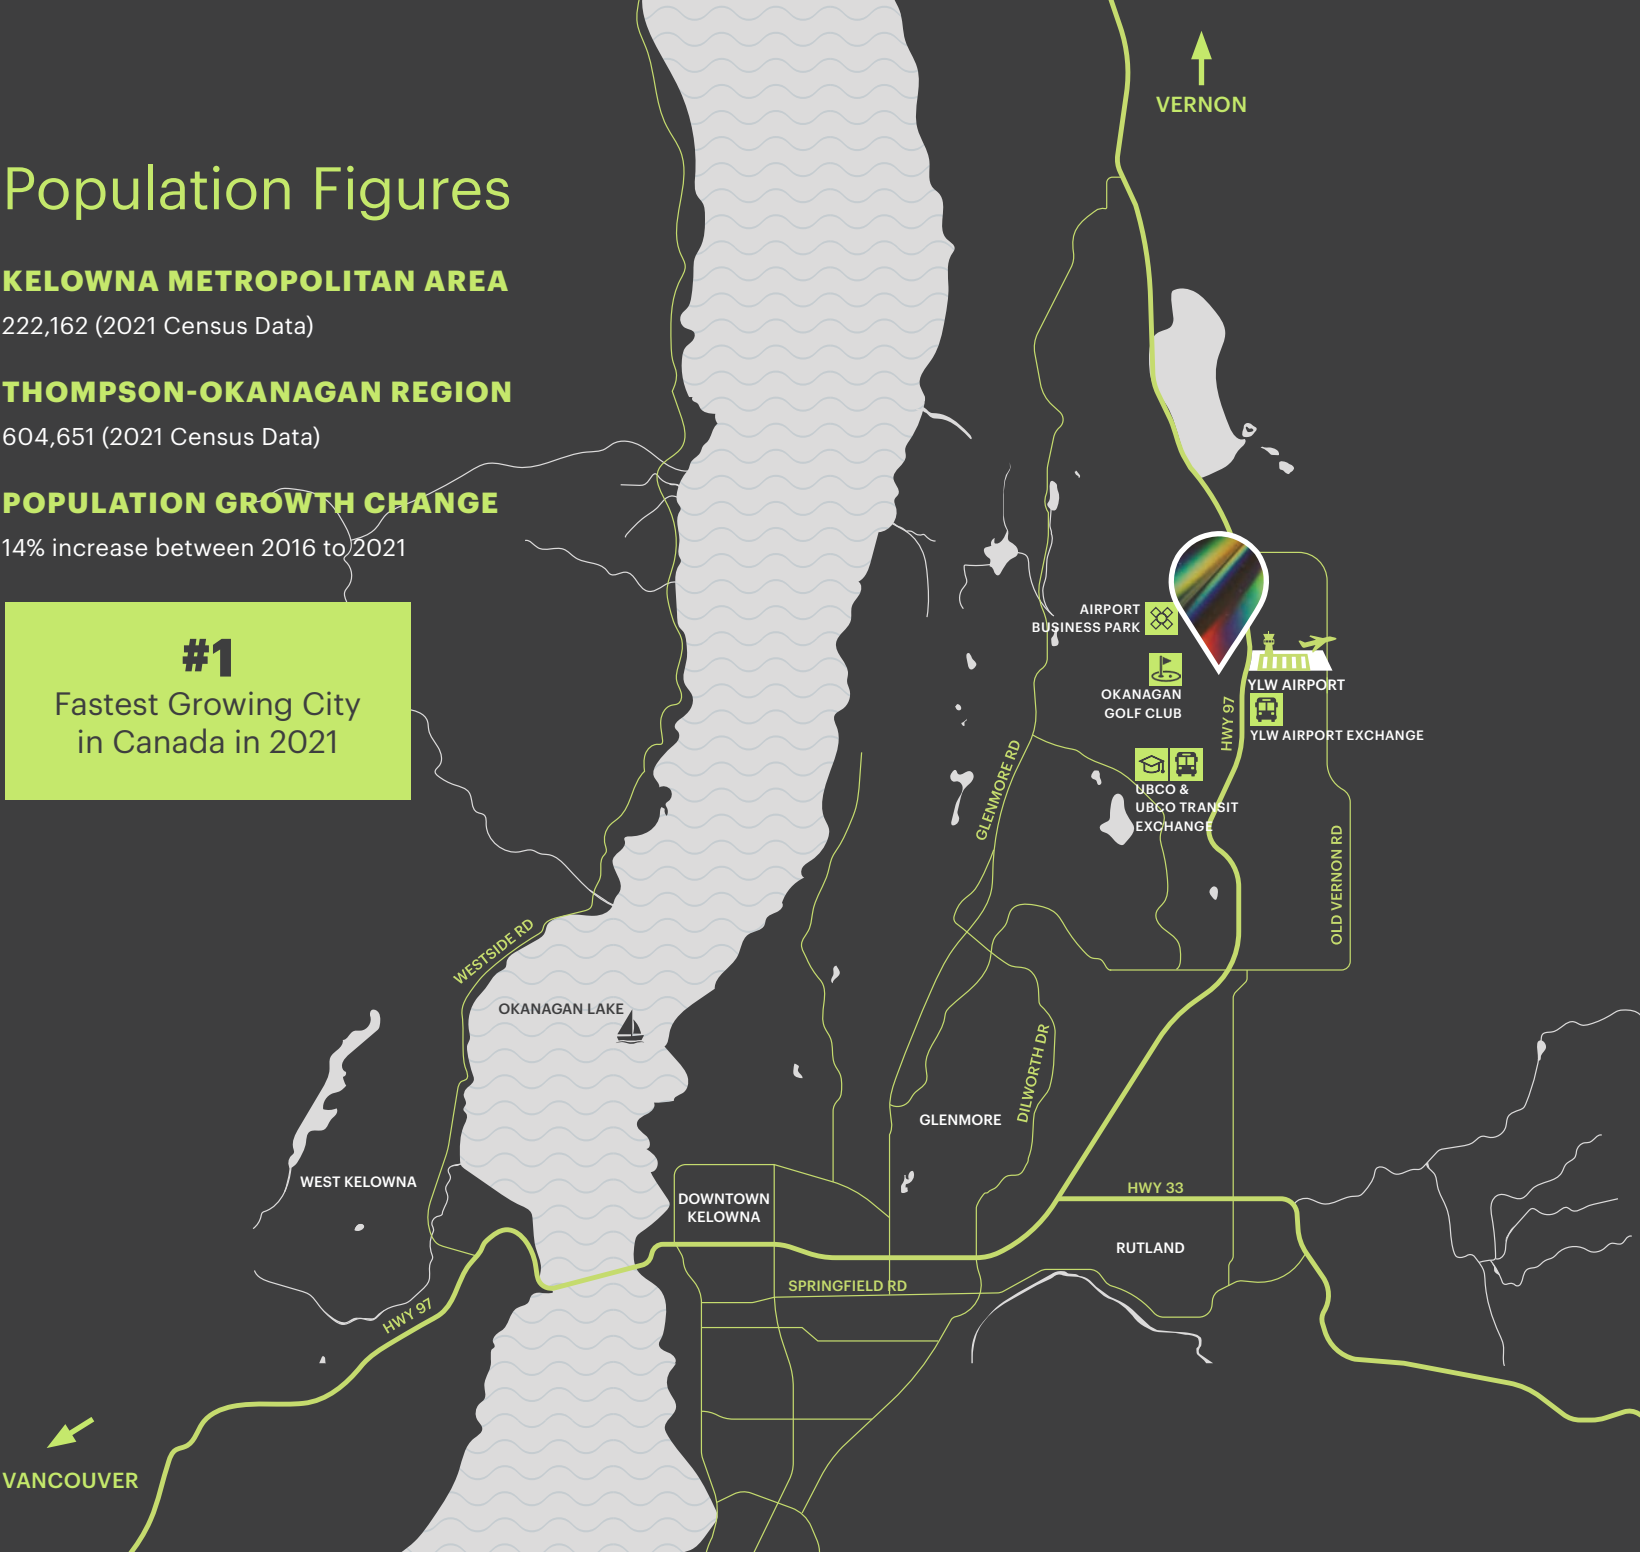 VERNON
Population Figures
KELOWNA METROPOLITAN AREA
222,162 (2021 Census Data)
THOMPSON-OKANAGAN REGION
604,651 (2021 Census Data)
POPULATION GROWTH CHANGE
14% increase between 2016 to 2021
#1
Fastest Growing City
in Canada in 2021
AIRPORT
BUSINESS PARK
OKANAGAN
GOLF CLUB
YLW AIRPORT
HWY 97
YLW AIRPORT EXCHANGE
GLENMORE RD
UBCO &
UBCO TRANSIT
EXCHANGE
OLD VERNON RD
WESTSIDE RD
OKANAGAN LAKE
DILWORTH DR
GLENMORE
WEST KELOWNA
DOWNTOWN
KELOWNA
HWY 33
RUTLAND
SPRINGFIELD RD
HWY 97
VANCOUVER